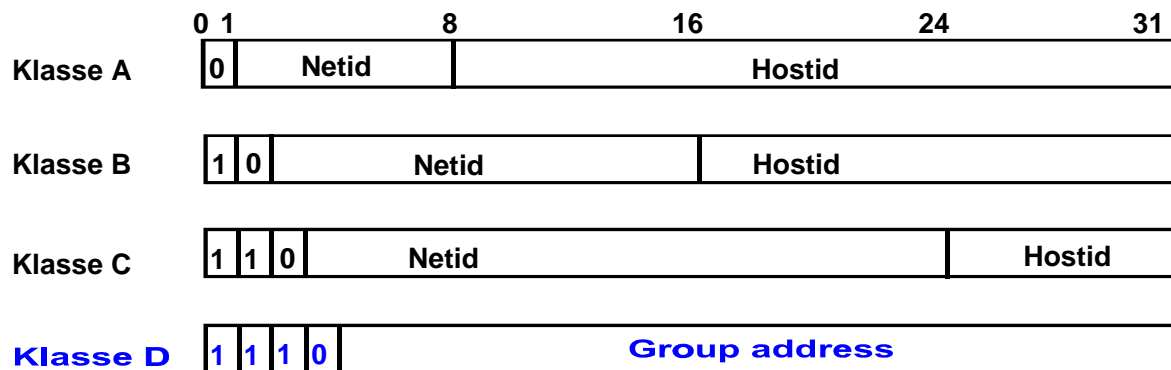 0 1 8 16 24 31
Klasse A 0 Netid Hostid
Klasse B 1 0 Netid Hostid
Klasse C 1 1 0 Netid Hostid
Klasse D 1 1 1 0 Group address